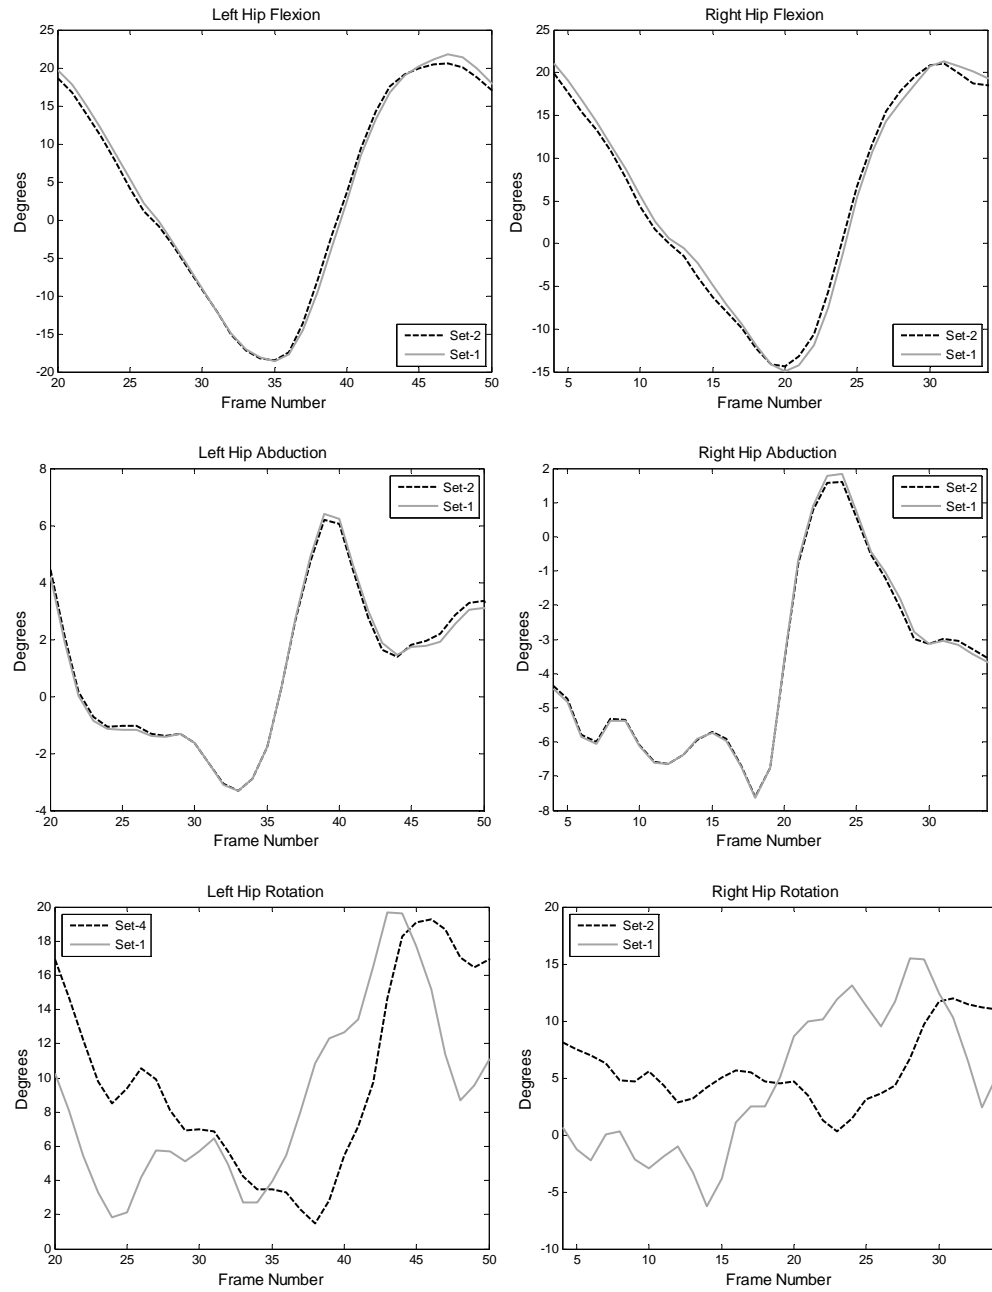 Left Hip Flexion
25
20
15
10
5
0
-5
-10
-15
-20
Degrees
Set-2
Set-1
20 25 30 35 40 45 50
Frame Number
Right Hip Flexion
25
20
15
10
5
0
-5
-10
-15
Degrees
Set-2
Set-1
5 10 15 20 25 30
Frame Number
Left Hip Abduction
8
6
4
2
0
-2
-4
Degrees
Set-2
Set-1
20 25 30 35 40 45 50
Frame Number
Right Hip Abduction
2
1
0
-1
-2
-3
-4
-5
-6
-7
-8
Degrees
Set-2
Set-1
5 10 15 20 25 30
Frame Number
Left Hip Rotation
20
18
16
14
12
10
8
6
4
2
0
Degrees
Set-4
Set-1
20 25 30 35 40 45 50
Frame Number
Right Hip Rotation
20
15
10
5
0
-5
-10
Degrees
Set-2
Set-1
5 10 15 20 25 30
Frame Number